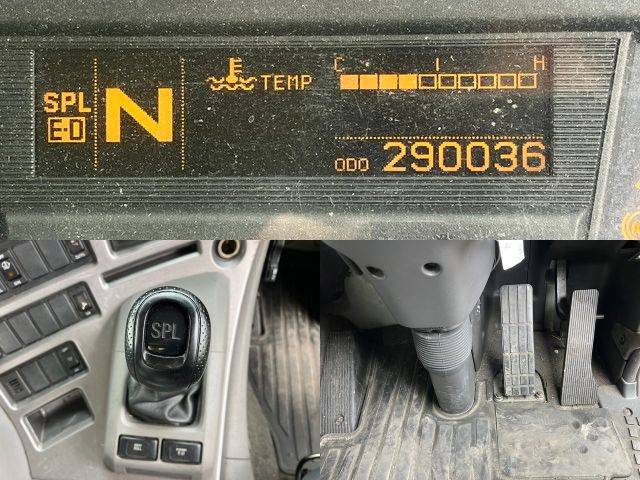 C I H
TEMP
SPL
E-D
N
ODO 290036
SPL